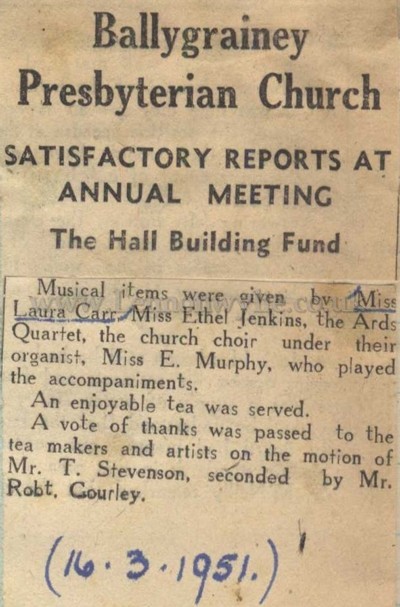 Ballygrainey
Presbyterian Church
SATISFACTORY REPORTS AT
ANNUAL MEETING
The Hall Building Fund
Musical items were given by Miss
Laura Carr, Miss Ethel Jenkins, the Ards
Quartet, the church choir under their
organist, Miss E. Murphy, who played
the accompaniments.
An enjoyable tea was served.
A vote of thanks was passed to the
tea makers and artists on the motion of
Mr. T. Stevenson, seconded by Mr.
Robt. Gourley.
(16.3.1951.)